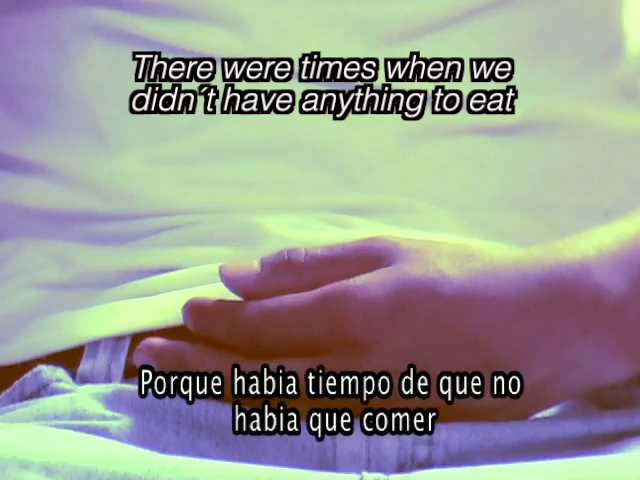 There were times when we
didn´t have anything to eat
Porque habia tiempo de que no
habia que comer